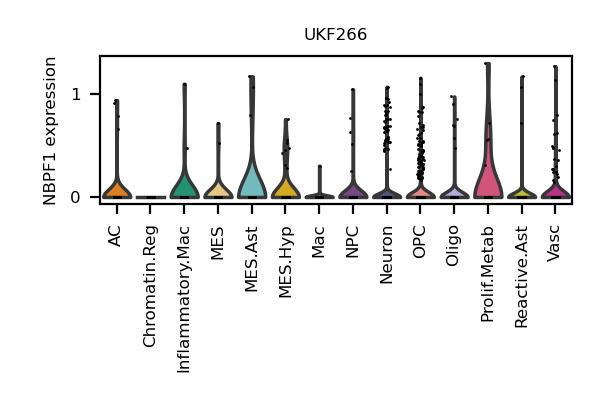 UKF266
NBPF1 expression
1
0
AC
Chromatin.Reg
Inflammatory.Mac
MES
MES.Ast
MES.Hyp
Mac
NPC
Neuron
OPC
Oligo
Prolif.Metab
Reactive.Ast
Vasc